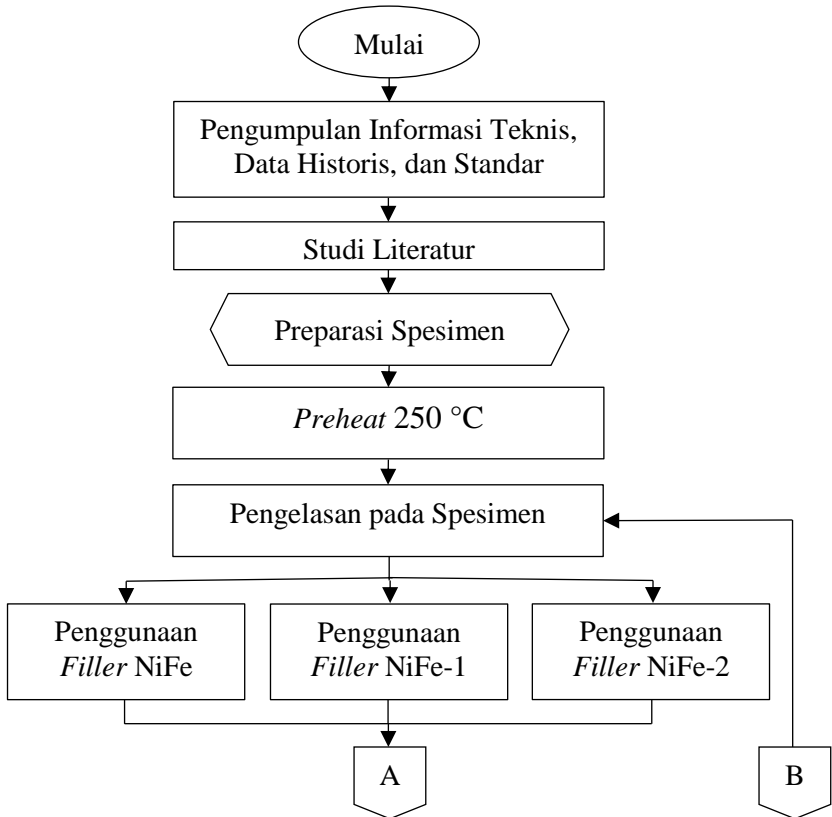 Mulai
Pengumpulan Informasi Teknis,
Data Historis, dan Standar
Studi Literatur
Preparasi Spesimen
Preheat 250 °C
Pengelasan pada Spesimen
Penggunaan
Filler NiFe
Penggunaan
Filler NiFe-1
Penggunaan
Filler NiFe-2
A
B